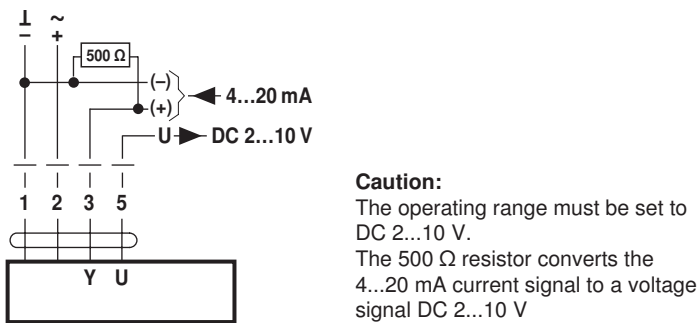 ⊥ ~
– +
500 Ω
(–)
(+)
4...20 mA
U
DC 2...10 V
1 2 3 5
Y U
Caution:
The operating range must be set to
DC 2...10 V.
The 500 Ω resistor converts the
4...20 mA current signal to a voltage
signal DC 2...10 V